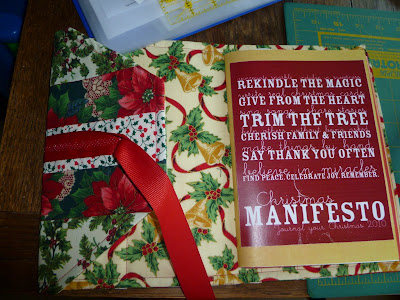 REKINDLE THE MAGIC
GIVE FROM THE HEART
TRIM THE TREE
CHERISH FAMILY & FRIENDS
make things by hand
SAY THANK YOU OFTEN
believe in miracles
FIND PEACE. CELEBRATE JOY. REMEMBER.
Christmas
MANIFESTO
Journal your Christmas 2010